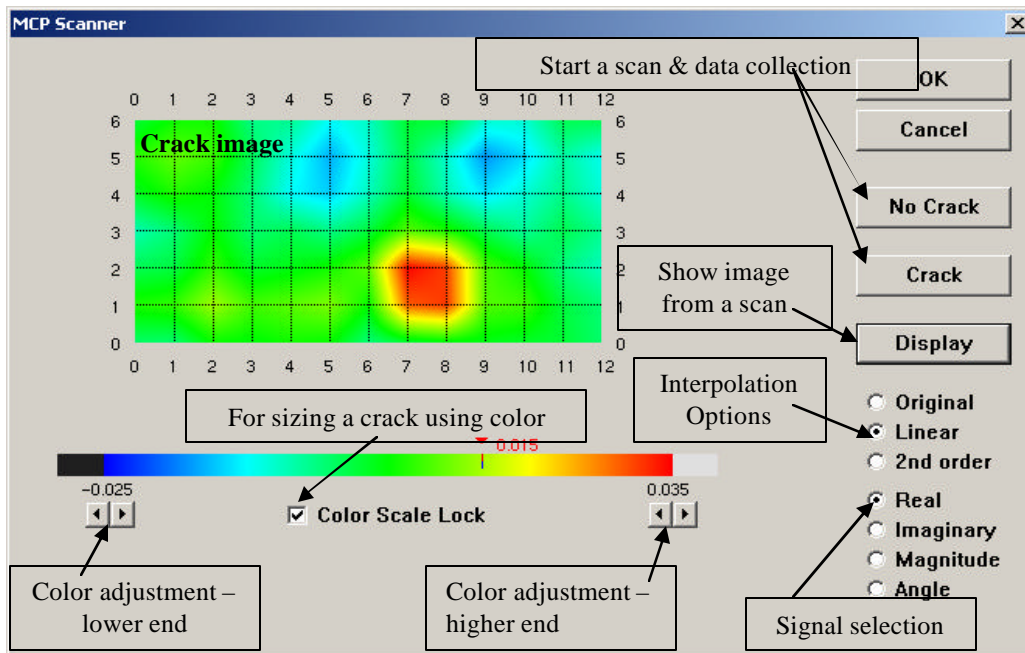 MCP Scanner
Start a scan & data collection
OK
Cancel
No Crack
Crack
Display
0 1 2 3 4 5 6 7 8 9 10 11 12
6 6
5 Crack image 5
4 4
3 3
2 2
1 1
0 0
0 1 2 3 4 5 6 7 8 9 10 11 12
Show image
from a scan
For sizing a crack using color
Interpolation
Options
Original
Linear
2nd order
Real
Imaginary
Magnitude
Angle
0.015
-0.025 0.035
Color Scale Lock
Color adjustment –
lower end
Color adjustment –
higher end
Signal selection